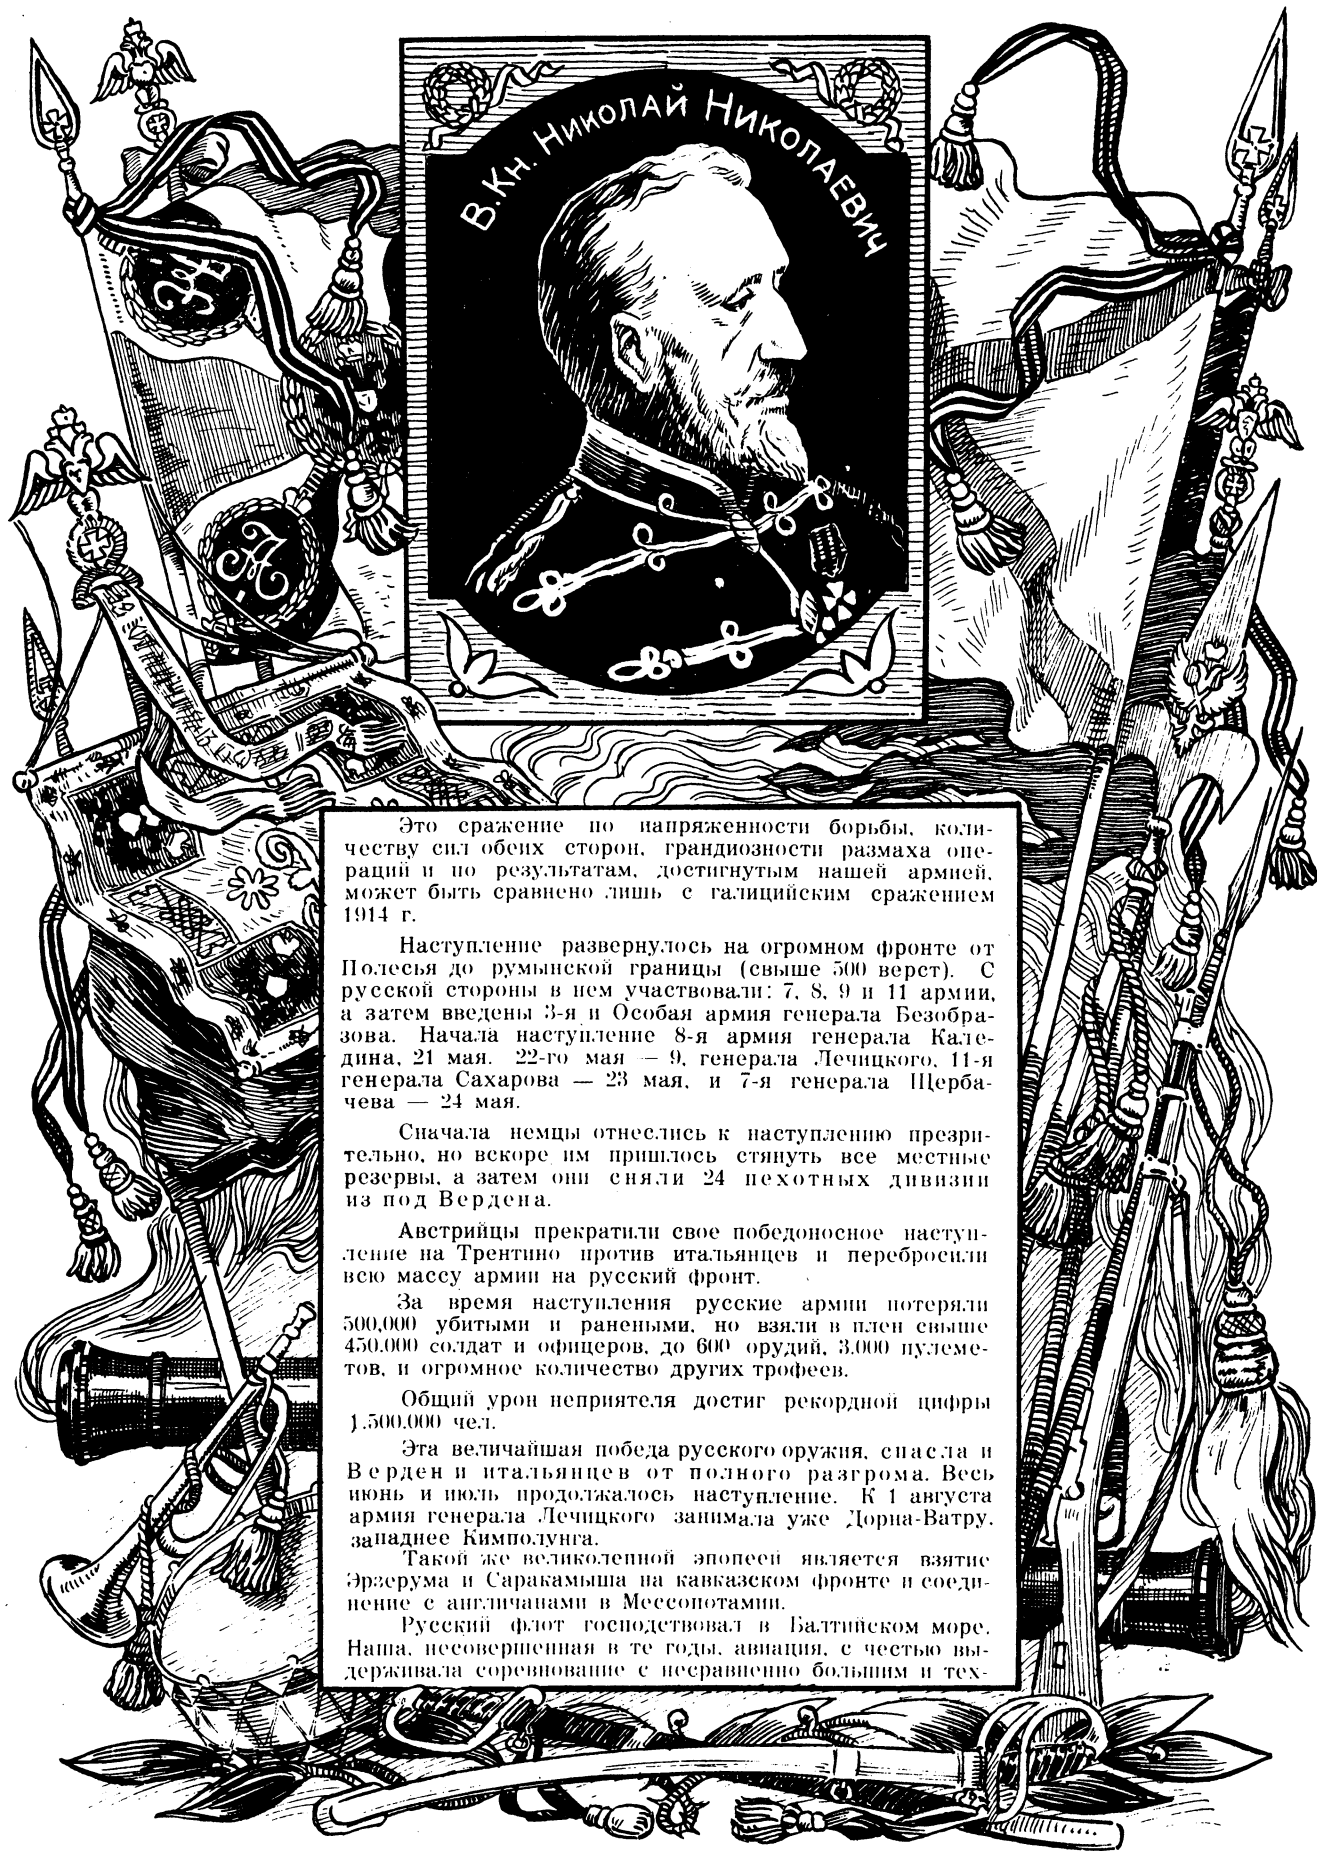 В. Кн. Николай Николаевич
Это сражение по напряженности борьбы, коли-
честву сил обеих сторон, грандиозности размаха опе-
раций и по результатам, достигнутым нашей армией,
может быть сравнено лишь с галицийским сражением
1914 г.
Наступление развернулось на огромном фронте от
Полесья до румынской границы (свыше 500 верст). С
русской стороны в нем участвовали: 7, 8, 9 и 11 армии,
а затем введены 3-я и Особая армия генерала Безобра-
зова. Начала наступление 8-я армия генерала Кале-
дина, 21 мая. 22-го мая — 9, генерала Лечицкого, 11-я
генерала Сахарова — 23 мая, и 7-я генерала Щерба-
чева — 24 мая.
Сначала немцы отнеслись к наступлению презри-
тельно, но вскоре им пришлось стянуть все местные
резервы, а затем они сняли 24 пехотных дивизии
из под Вердена.
Австрийцы прекратили свое победоносное наступ-
ление на Трентино против итальянцев и перебросили
всю массу армии на русский фронт.
За время наступления русские армии потеряли
500,000 убитыми и ранеными, но взяли в плен свыше
450.000 солдат и офицеров, до 600 орудий, 3.000 пулеме-
тов, и огромное количество других трофеев.
Общий урон неприятеля достиг рекордной цифры
1.500.000 чел.
Эта величайшая победа русского оружия, спасла и
Верден и итальянцев от полного разгрома. Весь
июнь и июль продолжалось наступление. К 1 августа
армия генерала Лечицкого занимала уже Дорна-Ватру,
западнее Кимполунга.
Такой же великолепной эпопеей является взятие
Эрзерума и Саракамыша на кавказском фронте и соеди-
нение с англичанами в Мессопотамии.
Русский флот господствовал в Балтийском море.
Наша, несовершенная в те годы, авиация, с честью вы-
держивала соревнование с несравненно большим и тех-